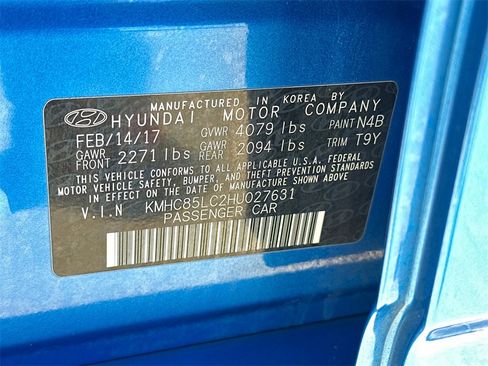 MANUFACTURED IN KOREA BY
HYUNDAI MOTOR COMPANY
FEB/14/17 GVWR 4079 lbs PAINT N4B
GAWR FRONT 2271 lbs GAWR REAR 2094 lbs TRIM T9Y
THIS VEHICLE CONFORMS TO ALL APPLICABLE U.S.A. FEDERAL
MOTOR VEHICLE SAFETY, BUMPER, AND THEFT PREVENTION
STANDARDS IN EFFECT ON THE DATE OF MANUFACTURE SHOWN ABOVE.
V.I.N KMHC85LC2HU027631
PASSENGER CAR